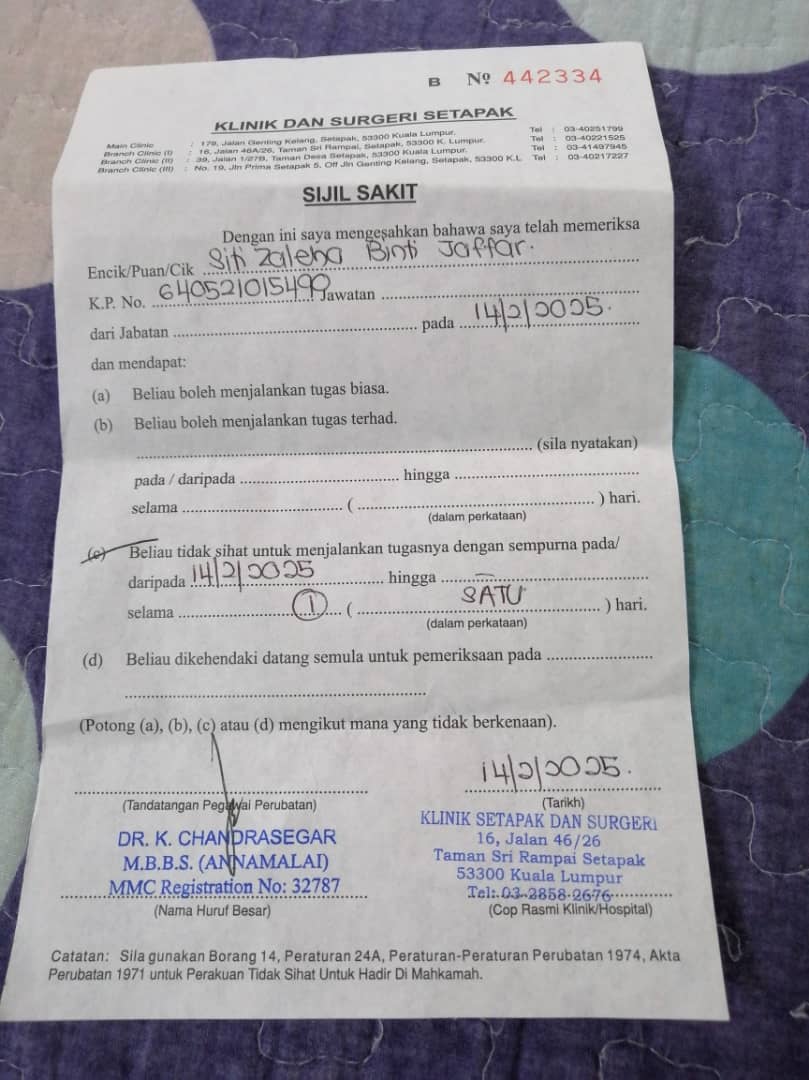 B Nº 442334
KLINIK DAN SURGERI SETAPAK
Main Clinic : 179, Jalan Genting Kelang, Setapak, 53300 Kuala Lumpur. Tel : 03-40251799
Branch Clinic (I) : 16, Jalan 46A/26, Taman Sri Rampai, Setapak, 53300 K. Lumpur. Tel : 03-40221525
Branch Clinic (II) : 39, Jalan 1/27B, Taman Desa Setapak, 53300 Kuala Lumpur. Tel : 03-41497945
Branch Clinic (III) : No. 19, Jln Prima Setapak 5, Off Jln Genting Kelang, Setapak, 53300 K.L Tel : 03-40217227
SIJIL SAKIT
Dengan ini saya mengesahkan bahawa saya telah memeriksa
Encik/Puan/Cik Siti Zaleha Binti Jaffar.
K.P. No. 640521015499 Jawatan
dari Jabatan pada 14/2/2025.
dan mendapat:
(a) Beliau boleh menjalankan tugas biasa.
(b) Beliau boleh menjalankan tugas terhad.
(sila nyatakan)
pada / daripada hingga
selama ( ) hari.
(dalam perkataan)
(c) Beliau tidak sihat untuk menjalankan tugasnya dengan sempurna pada/
daripada 14/2/2025 hingga –
selama 1 ( SATU ) hari.
(dalam perkataan)
(d) Beliau dikehendaki datang semula untuk pemeriksaan pada
(Potong (a), (b), (c) atau (d) mengikut mana yang tidak berkenaan).
14/2/2025.
(Tandatangan Pegawai Perubatan) (Tarikh)
DR. K. CHANDRASEGAR
M.B.B.S. (ANNAMALAI)
MMC Registration No: 32787
(Nama Huruf Besar)
KLINIK SETAPAK DAN SURGERI
16, Jalan 46/26
Taman Sri Rampai Setapak
53300 Kuala Lumpur
Tel: 03-2858-2676
(Cop Rasmi Klinik/Hospital)
Catatan: Sila gunakan Borang 14, Peraturan 24A, Peraturan-Peraturan Perubatan 1974, Akta
Perubatan 1971 untuk Perakuan Tidak Sihat Untuk Hadir Di Mahkamah.